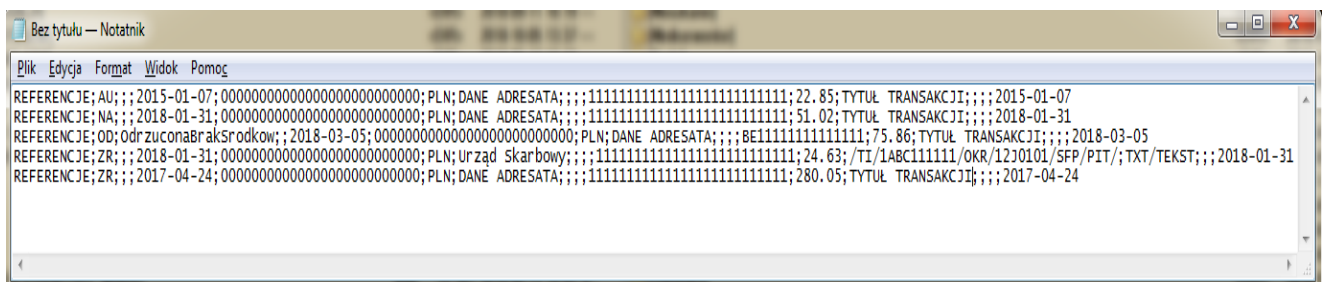 Bez tytułu — Notatnik
Plik Edycja Format Widok Pomoc
REFERENCJE;AU;;;2015-01-07;00000000000000000000000000;PLN;DANE ADRESATA;;;;11111111111111111111111111;22.85;TYTUŁ TRANSAKCJI;;;;2015-01-07
REFERENCJE;NA;;;2018-01-31;00000000000000000000000000;PLN;DANE ADRESATA;;;;11111111111111111111111111;51.02;TYTUŁ TRANSAKCJI;;;;2018-01-31
REFERENCJE;OD;OdrzuconaBrakSrodkow;;2018-03-05;00000000000000000000000000;PLN;DANE ADRESATA;;;;BE11111111111111;75.86;TYTUŁ TRANSAKCJI;;;;2018-03-05
REFERENCJE;ZR;;;2018-01-31;00000000000000000000000000;PLN;Urząd Skarbowy;;;;11111111111111111111111111;24.63;/TI/1ABC111111/OKR/12J0101/SFP/PIT/;TXT/TEKST;;;2018-01-31
REFERENCJE;ZR;;;2017-04-24;00000000000000000000000000;PLN;DANE ADRESATA;;;;11111111111111111111111111;280.05;TYTUŁ TRANSAKCJI;;;;2017-04-24